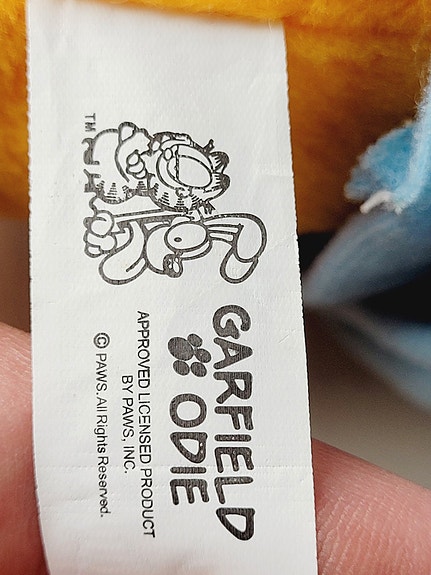 TM
GARFIELD
ODIE
APPROVED LICENSED PRODUCT
BY PAWS, INC.
© PAWS. All Rights Reserved.